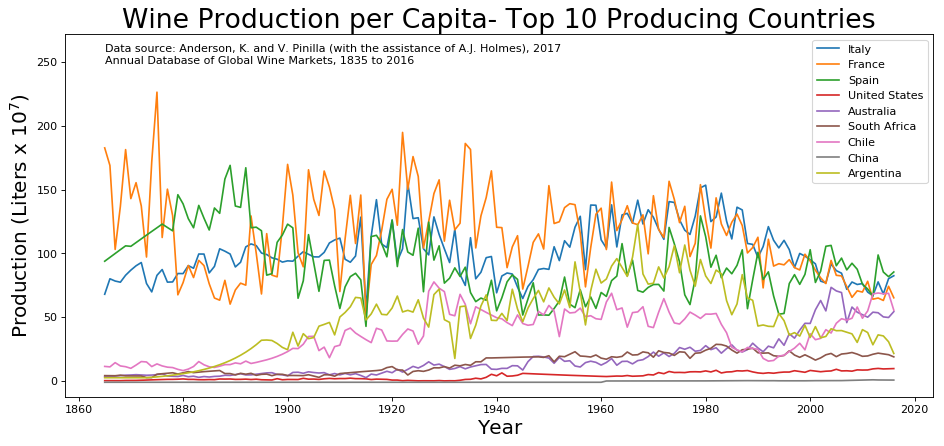 Wine Production per Capita- Top 10 Producing Countries
Data source: Anderson, K. and V. Pinilla (with the assistance of A.J. Holmes), 2017
Annual Database of Global Wine Markets, 1835 to 2016
Italy
France
Spain
United States
Australia
South Africa
Chile
China
Argentina
Production (Liters x 10⁷)
250
200
150
100
50
0
1860 1880 1900 1920 1940 1960 1980 2000 2020
Year